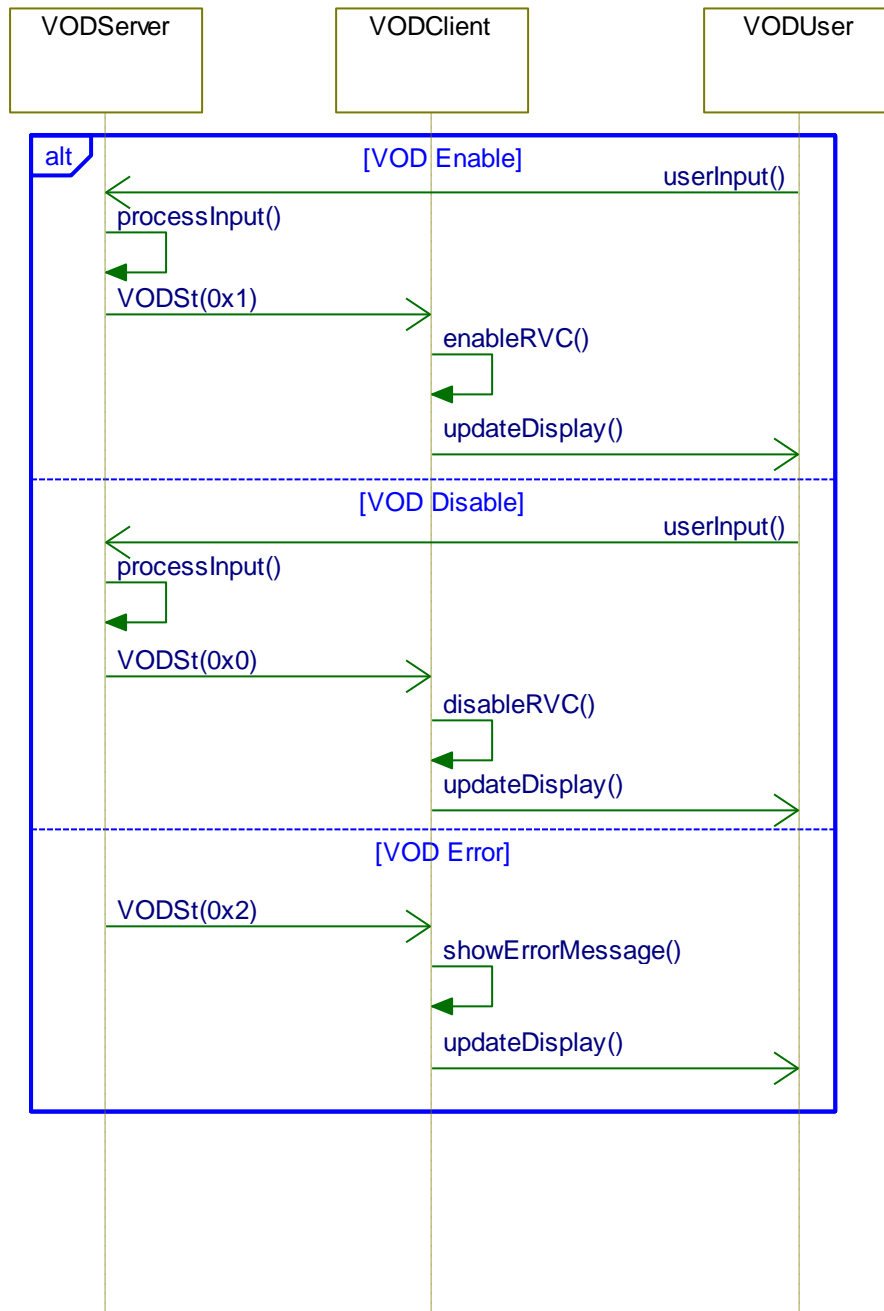 VODServer
VODClient
VODUser
alt
[VOD Enable]
userInput()
processInput()
VODSt(0x1)
enableRVC()
updateDisplay()
[VOD Disable]
userInput()
processInput()
VODSt(0x0)
disableRVC()
updateDisplay()
[VOD Error]
VODSt(0x2)
showErrorMessage()
updateDisplay()